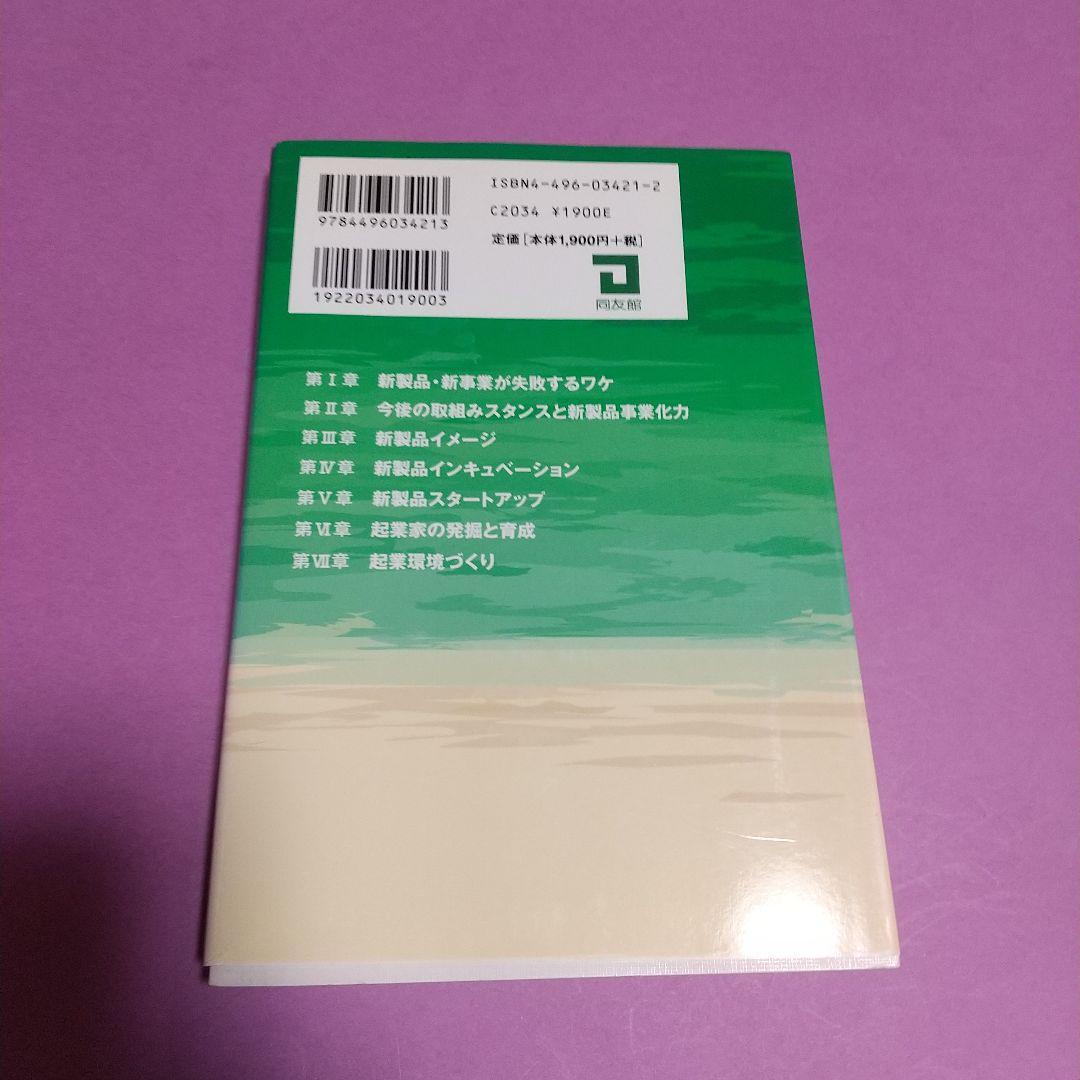 9784496034213
ISBN4-496-03421-2
C2034 ¥1900E
定価[本体1,900円+税]
1922034019003
同友館
第Ⅰ章 新製品・新事業が失敗するワケ
第Ⅱ章 今後の取組みスタンスと新製品事業化力
第Ⅲ章 新製品イメージ
第Ⅳ章 新製品インキュベーション
第Ⅴ章 新製品スタートアップ
第Ⅵ章 起業家の発掘と育成
第Ⅶ章 起業環境づくり